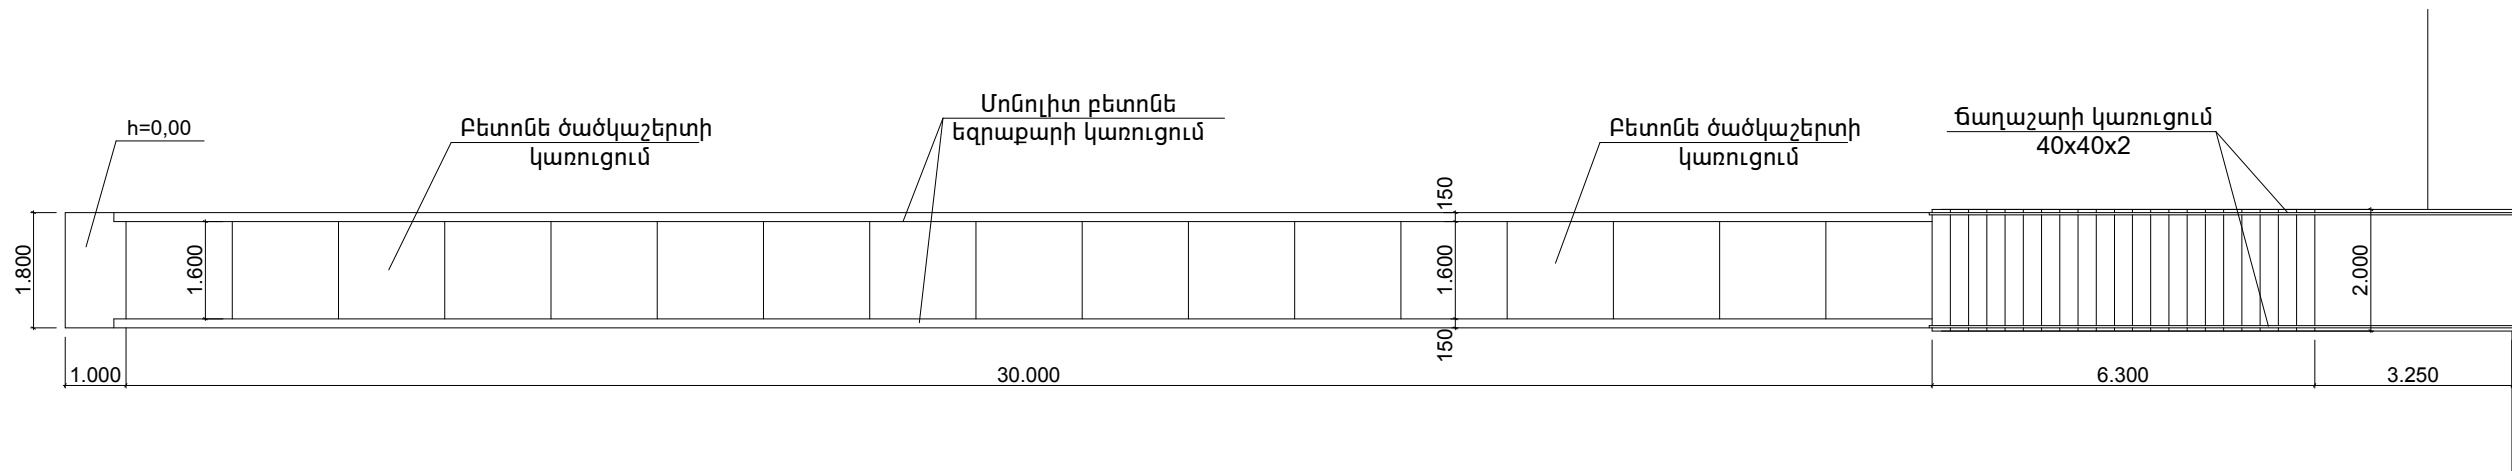 h=0,00
Բետոնե ծածկաշերտի
կառուցում
Մոնոլիտ բետոնե
եզրաքարի կառուցում
Բետոնե ծածկաշերտի
կառուցում
Ճաղաշարի կառուցում
40x40x2
1.800
1.600
150
1.600
150
2.000
1.000
30.000
6.300
3.250